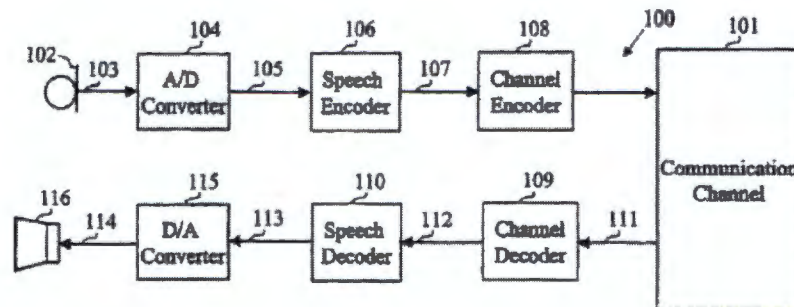 100
101
102
103
104
A/D
Converter
105
106
Speech
Encoder
107
108
Channel
Encoder
Communication
Channel
116
114
115
D/A
Converter
113
110
Speech
Decoder
112
109
Channel
Decoder
111